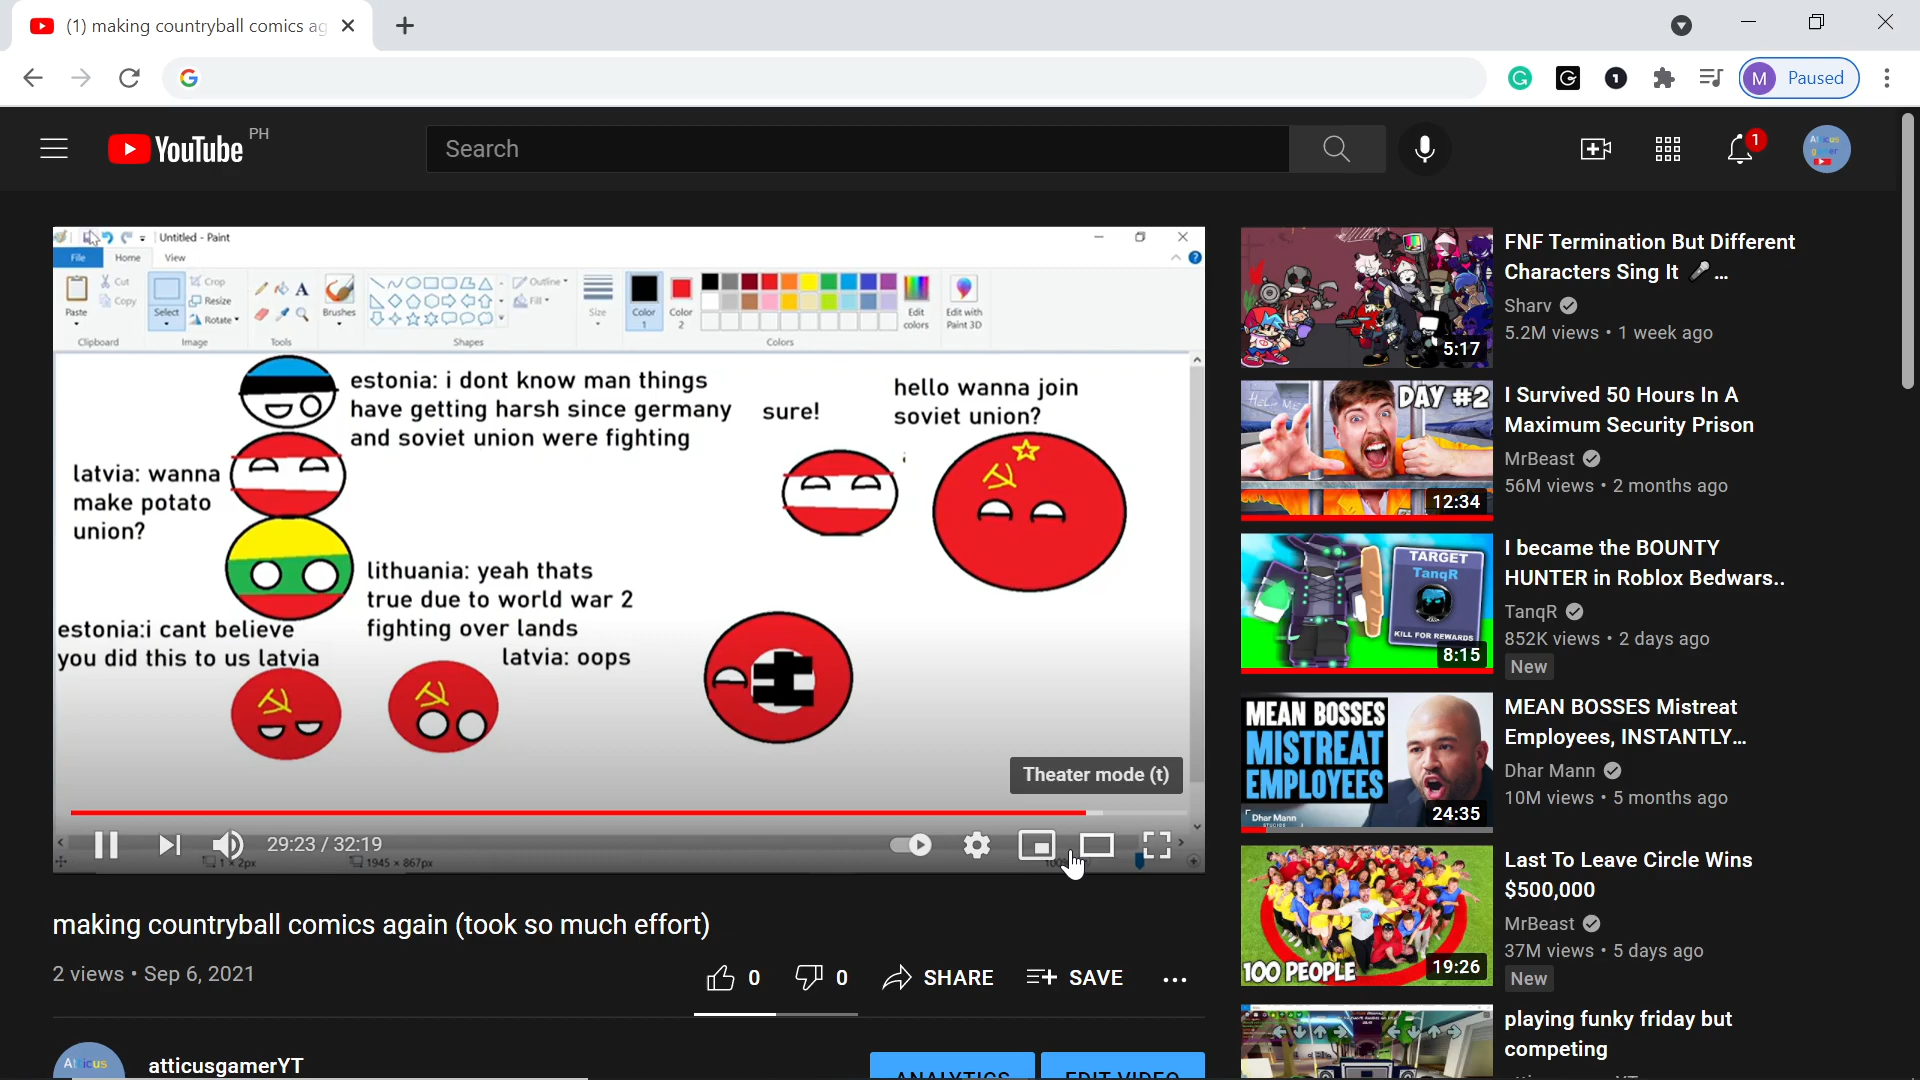 (1) making countryball comics ag
M Paused
YouTube PH
Search
1
Untitled - Paint
File Home View
Cut
Copy
Paste
Clipboard
Select
Crop
Resize
Rotate
Image
Tools
Brushes
Shapes
Outline
Fill
Size
Color 1
Color 2
Colors
Edit colors
Edit with Paint 3D
estonia: i dont know man things
have getting harsh since germany
and soviet union were fighting
sure!
hello wanna join
soviet union?
latvia: wanna
make potato
union?
lithuania: yeah thats
true due to world war 2
fighting over lands
estonia:i cant believe
you did this to us latvia
latvia: oops
Theater mode (t)
29:23 / 32:19
1945 × 867px
making countryball comics again (took so much effort)
2 views • Sep 6, 2021
0
0
SHARE
SAVE
atticusgamerYT
ANALYTICS
EDIT VIDEO
FNF Termination But Different
Characters Sing It 🎤 ...
Sharv
5.2M views • 1 week ago
5:17
DAY #2
12:34
I Survived 50 Hours In A
Maximum Security Prison
MrBeast
56M views • 2 months ago
TARGET
TanqR
KILL FOR REWARDS
8:15
I became the BOUNTY
HUNTER in Roblox Bedwars..
TanqR
852K views • 2 days ago
New
MEAN BOSSES
MISTREAT
EMPLOYEES
Dhar Mann
STUDIOS
24:35
MEAN BOSSES Mistreat
Employees, INSTANTLY...
Dhar Mann
10M views • 5 months ago
100 PEOPLE
19:26
Last To Leave Circle Wins
$500,000
MrBeast
37M views • 5 days ago
New
playing funky friday but
competing